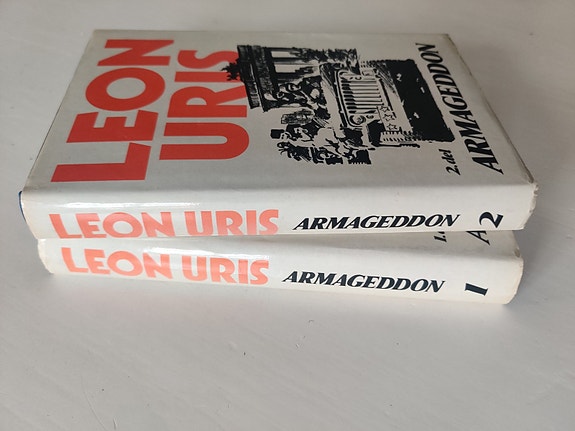 LEON
URIS
2. del
ARMAGEDDON
LEON URIS ARMAGEDDON 2
LEON URIS ARMAGEDDON 1